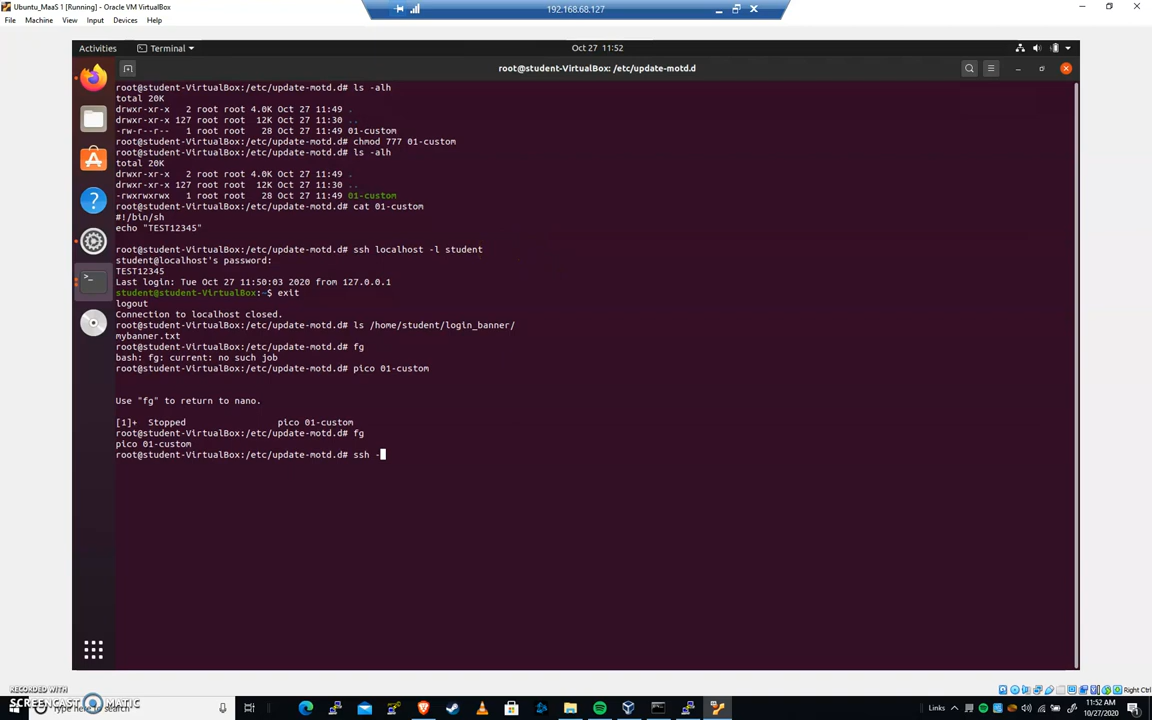 Ubuntu_MaaS 1 [Running] - Oracle VM VirtualBox
192.168.68.127
File Machine View Input Devices Help
Activities Terminal Oct 27 11:52
root@student-VirtualBox: /etc/update-motd.d
root@student-VirtualBox:/etc/update-motd.d# ls -alh
total 20K
drwxr-xr-x 2 root root 4.0K Oct 27 11:49 .
drwxr-xr-x 127 root root 12K Oct 27 11:30 ..
-rw-r--r-- 1 root root 28 Oct 27 11:49 01-custom
root@student-VirtualBox:/etc/update-motd.d# chmod 777 01-custom
root@student-VirtualBox:/etc/update-motd.d# ls -alh
total 20K
drwxr-xr-x 2 root root 4.0K Oct 27 11:49 .
drwxr-xr-x 127 root root 12K Oct 27 11:30 ..
-rwxrwxrwx 1 root root 28 Oct 27 11:49 01-custom
root@student-VirtualBox:/etc/update-motd.d# cat 01-custom
#!/bin/sh
echo "TEST12345"
root@student-VirtualBox:/etc/update-motd.d# ssh localhost -l student
student@localhost's password:
TEST12345
Last login: Tue Oct 27 11:50:03 2020 from 127.0.0.1
student@student-VirtualBox:~$ exit
logout
Connection to localhost closed.
root@student-VirtualBox:/etc/update-motd.d# ls /home/student/login_banner/
mybanner.txt
root@student-VirtualBox:/etc/update-motd.d# fg
bash: fg: current: no such job
root@student-VirtualBox:/etc/update-motd.d# pico 01-custom
Use "fg" to return to nano.
[1]+ Stopped pico 01-custom
root@student-VirtualBox:/etc/update-motd.d# fg
pico 01-custom
root@student-VirtualBox:/etc/update-motd.d# ssh -
Right Ctrl
RECORDED WITH
SCREENCAST MATIC
Type here to search
Links
11:52 AM
10/27/2020